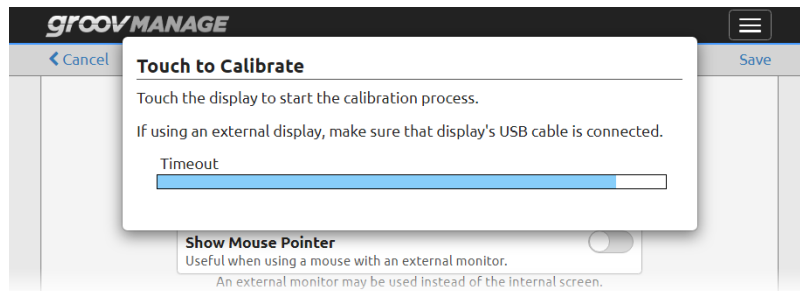 groov MANAGE
Cancel
Save
Touch to Calibrate
Touch the display to start the calibration process.
If using an external display, make sure that display's USB cable is connected.
Timeout
Show Mouse Pointer
Useful when using a mouse with an external monitor.
An external monitor may be used instead of the internal screen.